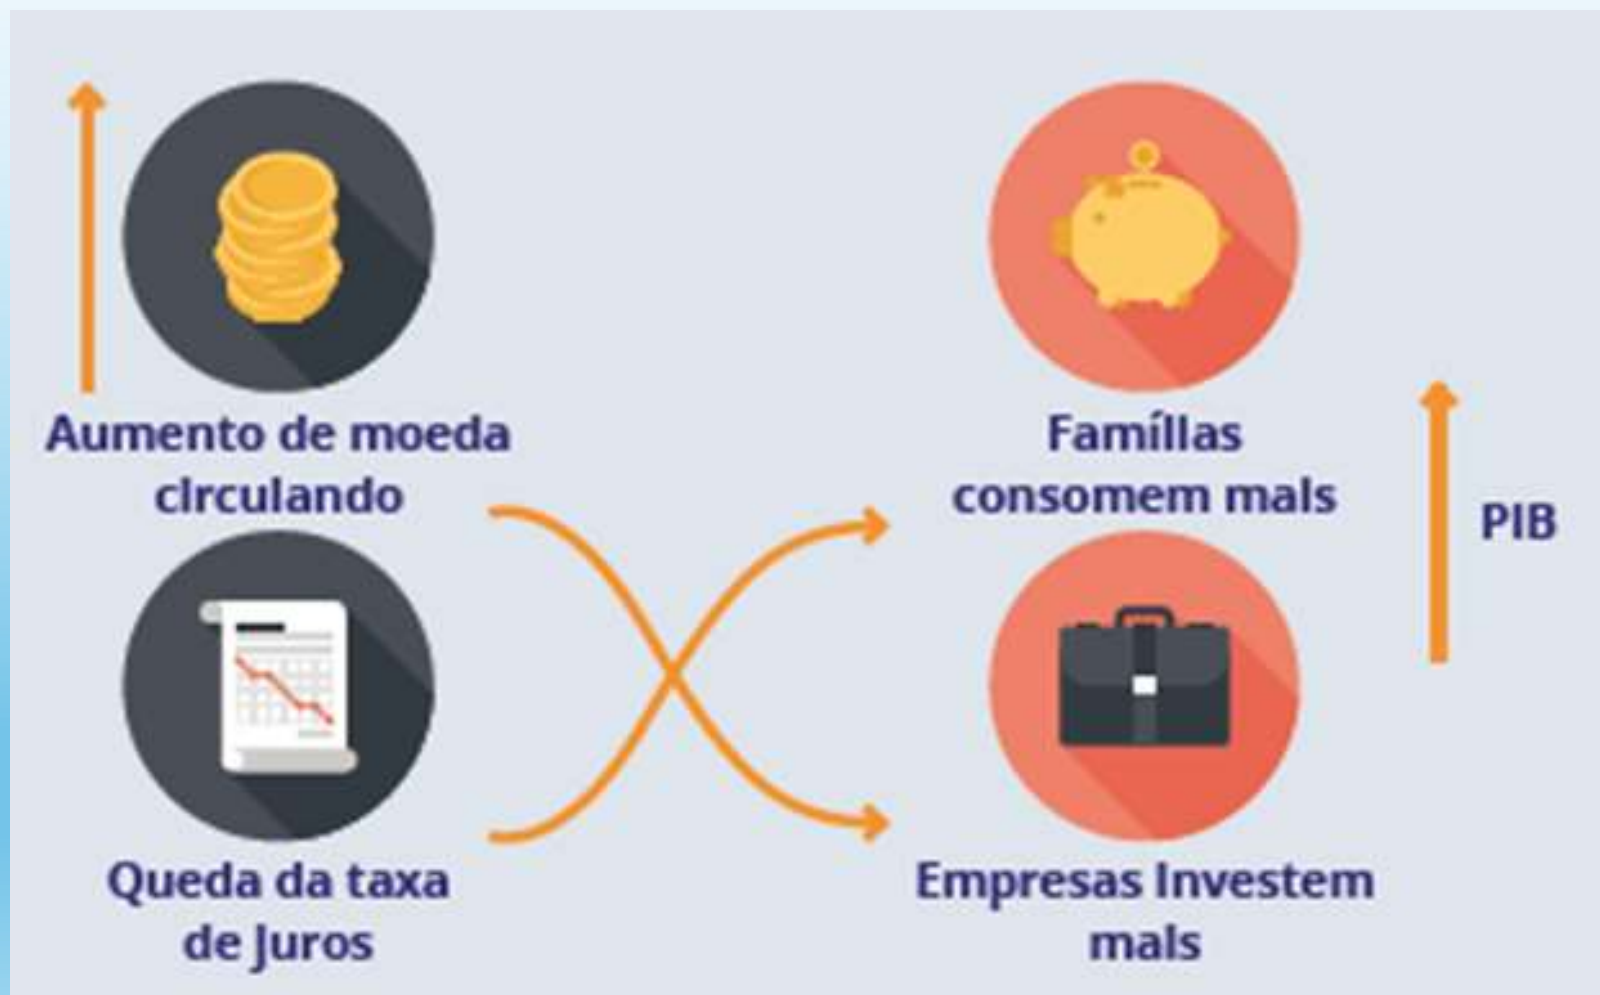 Aumento de moeda
circulando
Famílias
consomem mais
PIB
Queda da taxa
de juros
Empresas investem
mais